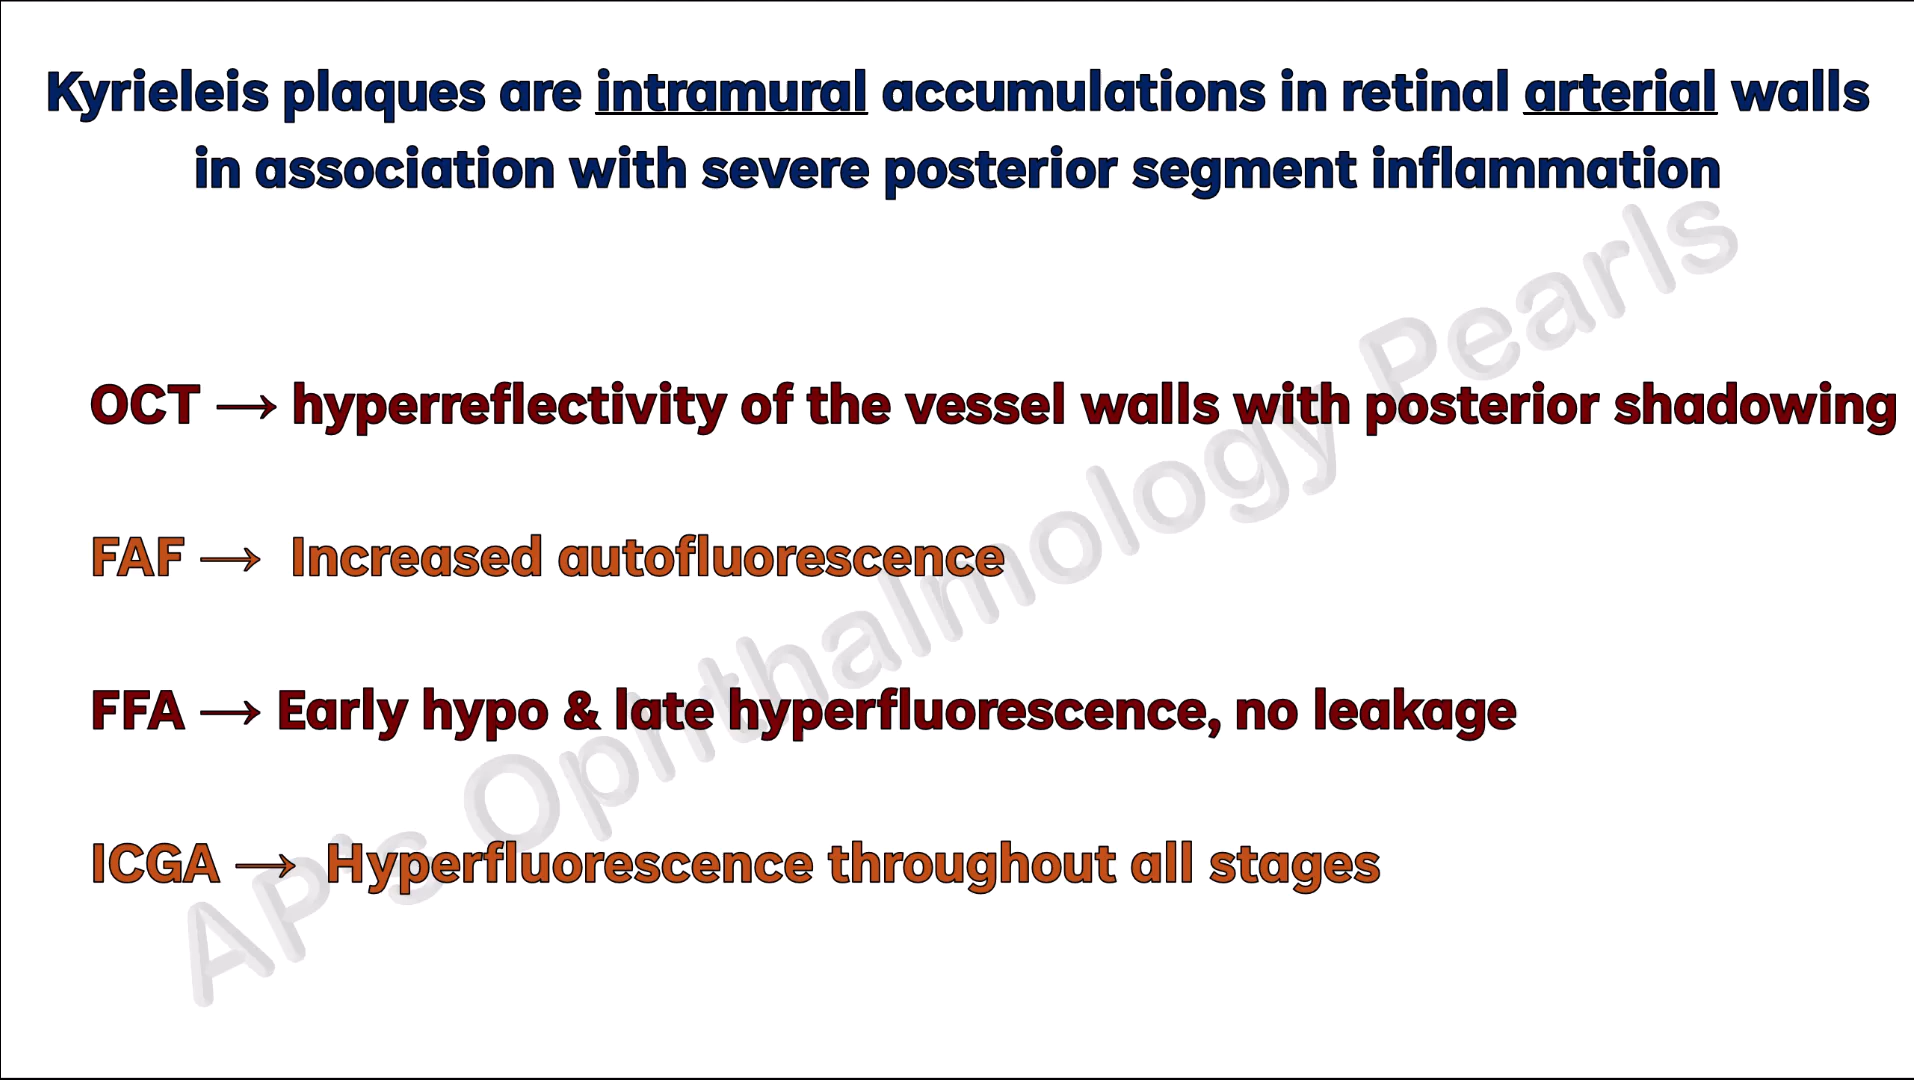 Kyrieleis plaques are intramural accumulations in retinal arterial walls
in association with severe posterior segment inflammation
OCT → hyperreflectivity of the vessel walls with posterior shadowing
FAF → Increased autofluorescence
FFA → Early hypo & late hyperfluorescence, no leakage
ICGA → Hyperfluorescence throughout all stages
AP's Ophthalmology Pearls